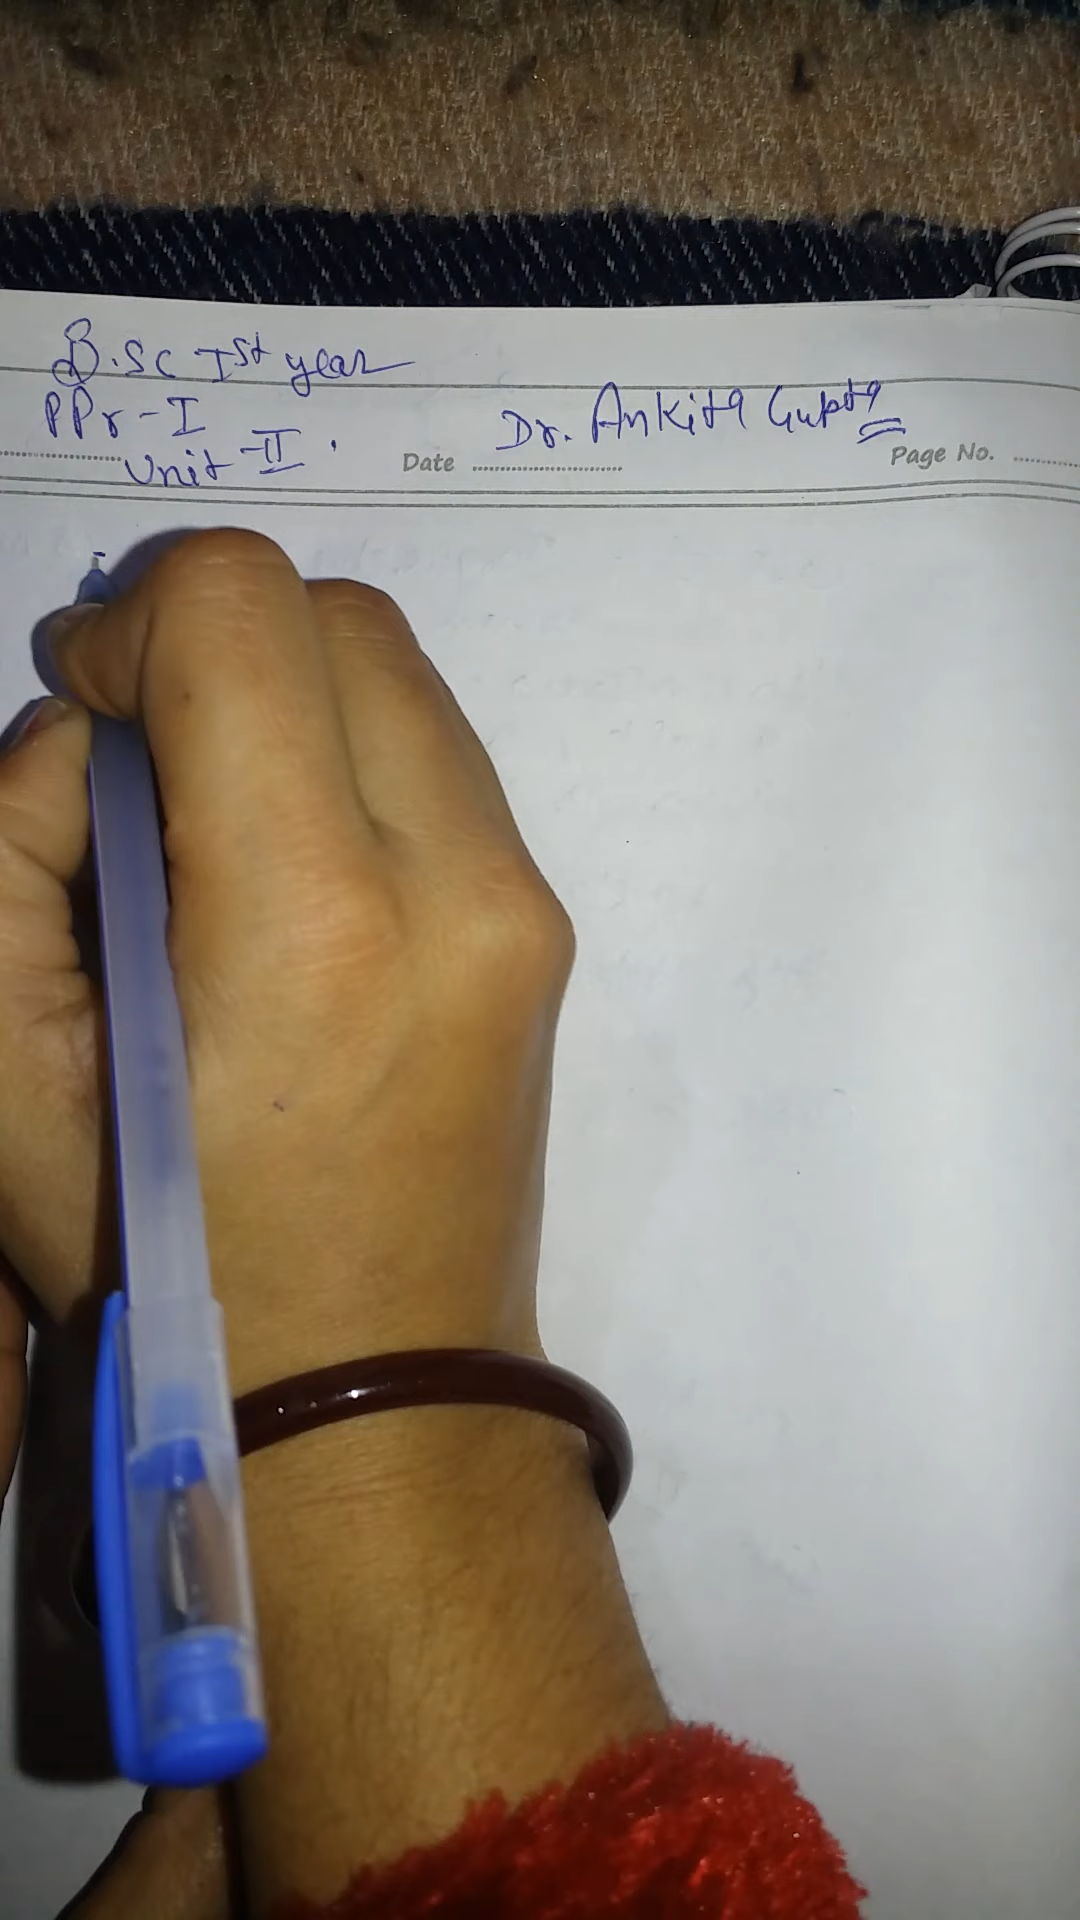 B.Sc Ist year
PPr-I
Unit-II.
Dr. Ankita Gupta
Date
Page No.